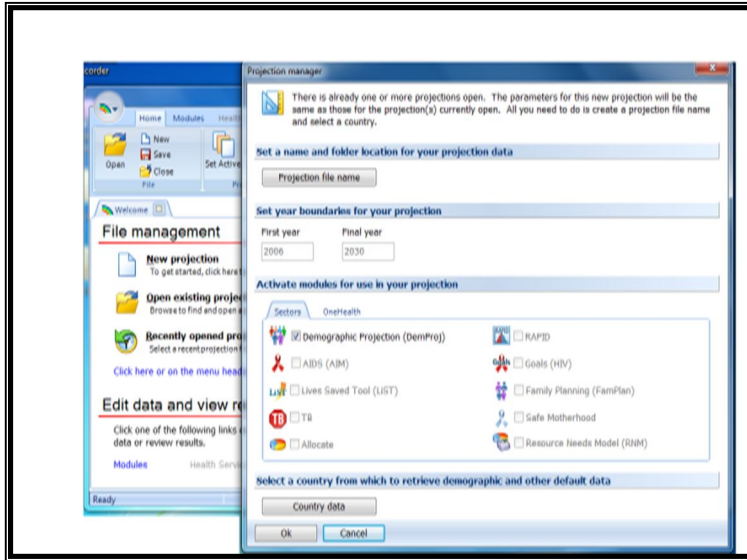 corder
Home Modules Health
Open
New
Save
Close
Set Active
File
Welcome
File management
New projection
To get started, click here
Open existing projec
Browse to find and open a
Recently opened pro
Select a recent projection
Click here or on the menu head
Edit data and view re
Click one of the following links
data or review results.
Modules Health Servi
Ready
Projection manager
There is already one or more projections open. The parameters for this new projection will be the
same as those for the projection(s) currently open. All you need to do is create a projection file name
and select a country.
Set a name and folder location for your projection data
Projection file name
Set year boundaries for your projection
First year Final year
2006 2030
Activate modules for use in your projection
Sectors OneHealth
Demographic Projection (DemProj) RAPID
AIDS (AIM) Goals (HIV)
Lives Saved Tool (LiST) Family Planning (FamPlan)
TB TB Safe Motherhood
Allocate Resource Needs Model (RNM)
Select a country from which to retrieve demographic and other default data
Country data
Ok Cancel